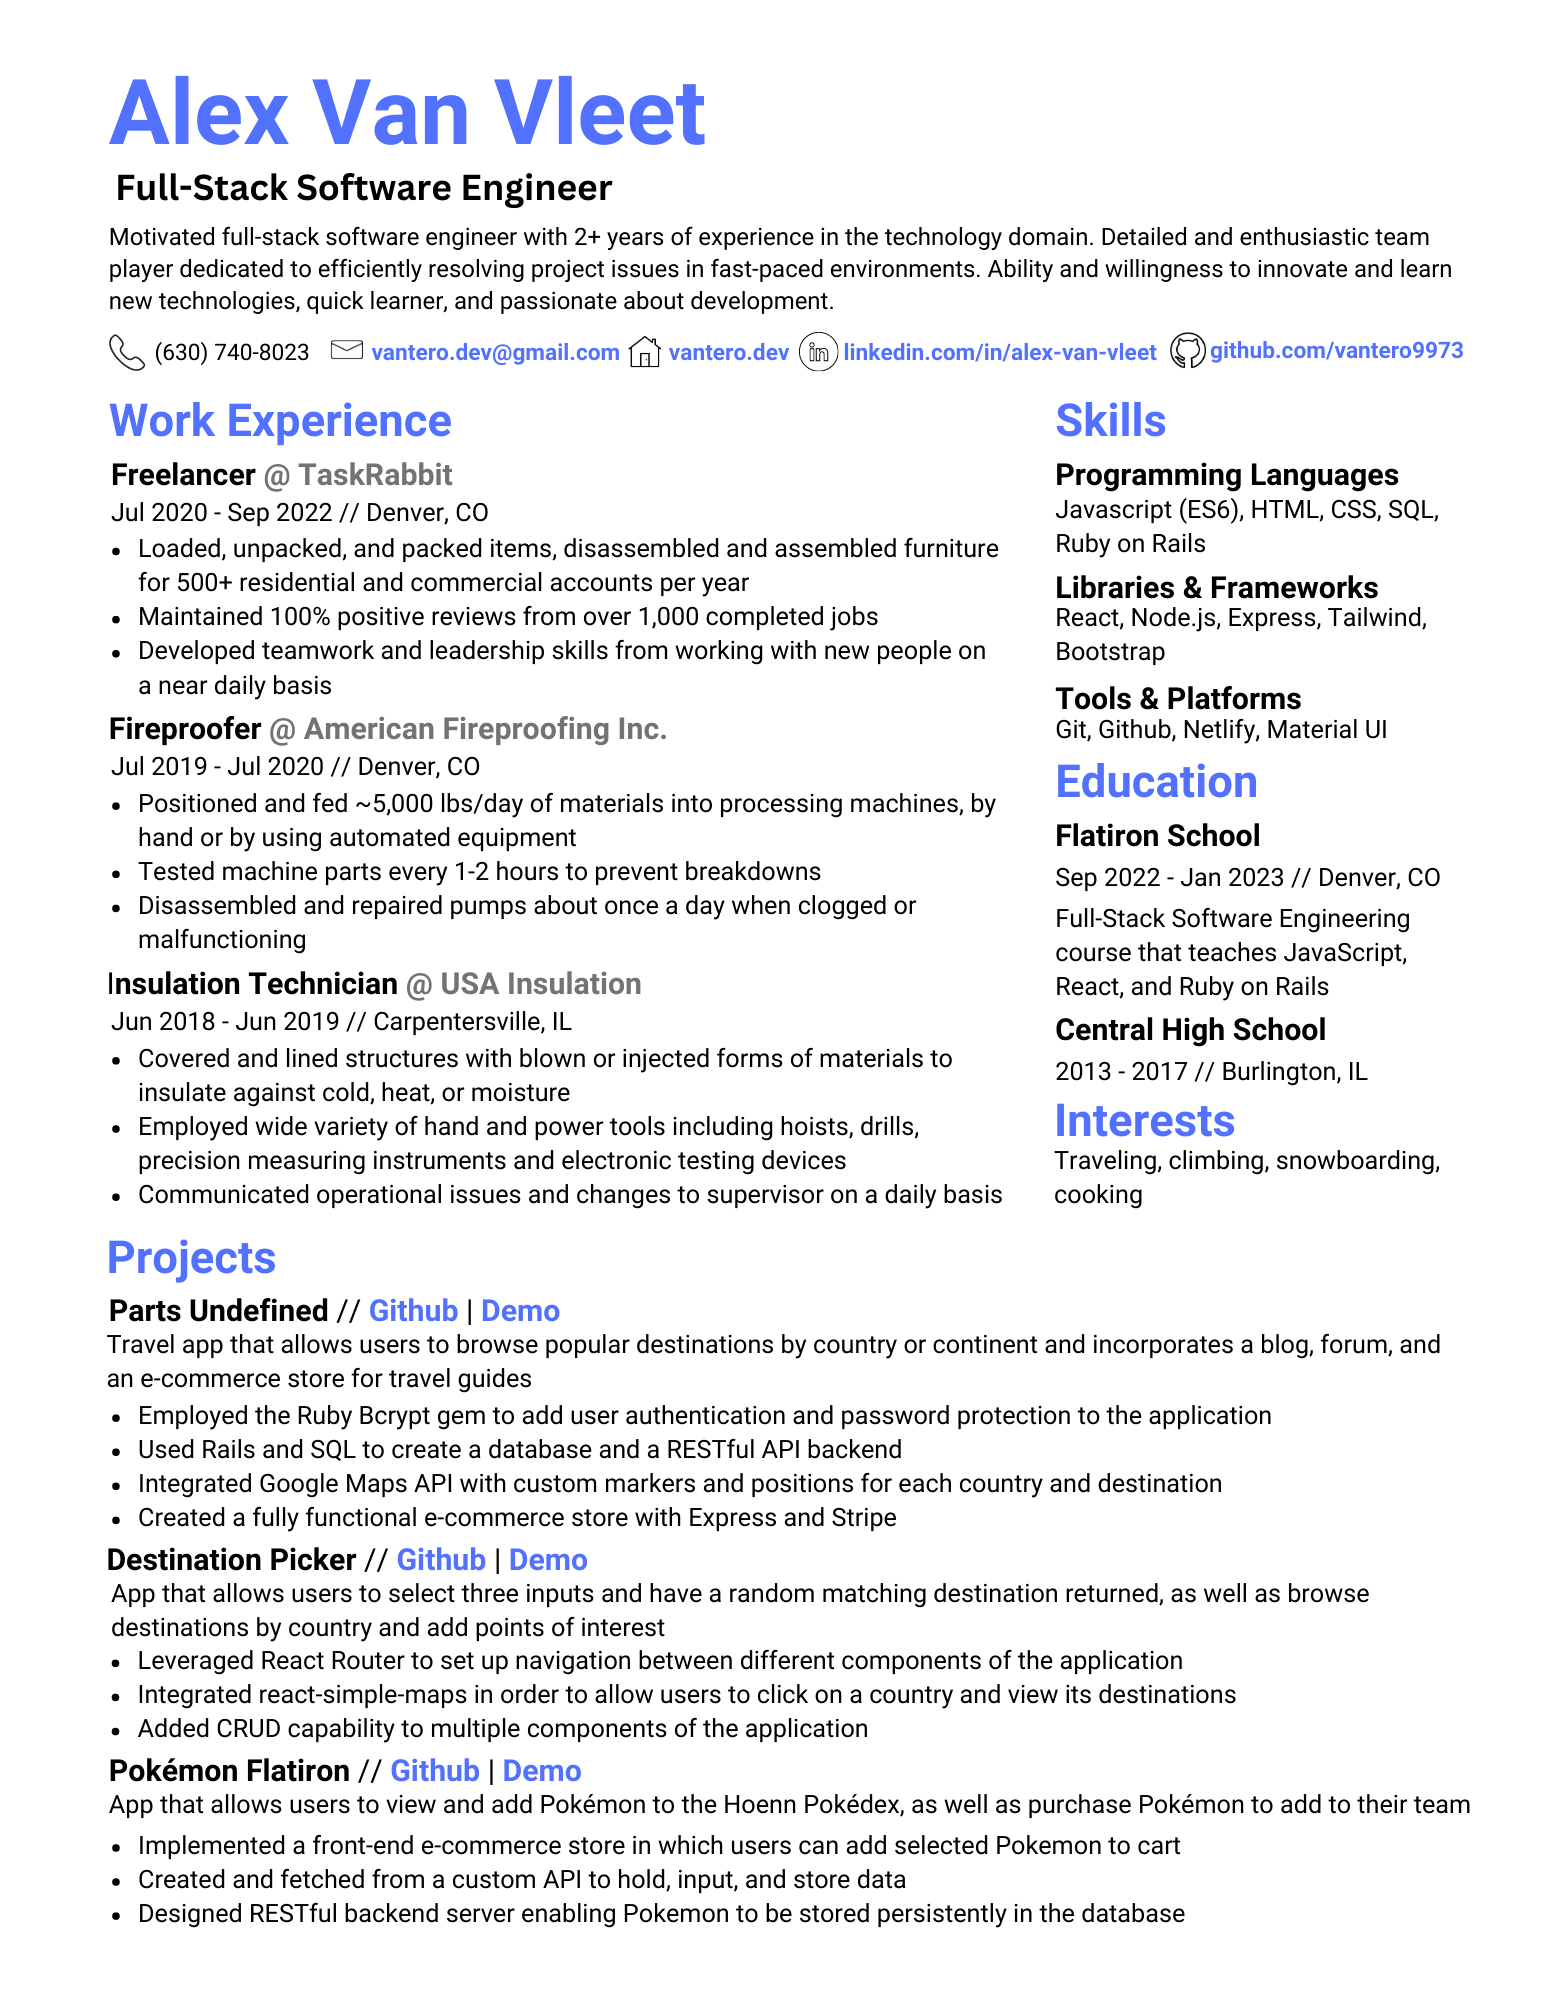 Alex Van Vleet
Full-Stack Software Engineer
Motivated full-stack software engineer with 2+ years of experience in the technology domain. Detailed and enthusiastic team
player dedicated to efficiently resolving project issues in fast-paced environments. Ability and willingness to innovate and learn
new technologies, quick learner, and passionate about development.
(630) 740-8023 vantero.dev@gmail.com vantero.dev linkedin.com/in/alex-van-vleet github.com/vantero9973
Work Experience
Freelancer @ TaskRabbit
Jul 2020 - Sep 2022 // Denver, CO
• Loaded, unpacked, and packed items, disassembled and assembled furniture
for 500+ residential and commercial accounts per year
• Maintained 100% positive reviews from over 1,000 completed jobs
• Developed teamwork and leadership skills from working with new people on
a near daily basis
Fireproofer @ American Fireproofing Inc.
Jul 2019 - Jul 2020 // Denver, CO
• Positioned and fed ~5,000 lbs/day of materials into processing machines, by
hand or by using automated equipment
• Tested machine parts every 1-2 hours to prevent breakdowns
• Disassembled and repaired pumps about once a day when clogged or
malfunctioning
Insulation Technician @ USA Insulation
Jun 2018 - Jun 2019 // Carpentersville, IL
• Covered and lined structures with blown or injected forms of materials to
insulate against cold, heat, or moisture
• Employed wide variety of hand and power tools including hoists, drills,
precision measuring instruments and electronic testing devices
• Communicated operational issues and changes to supervisor on a daily basis
Skills
Programming Languages
Javascript (ES6), HTML, CSS, SQL,
Ruby on Rails
Libraries & Frameworks
React, Node.js, Express, Tailwind,
Bootstrap
Tools & Platforms
Git, Github, Netlify, Material UI
Education
Flatiron School
Sep 2022 - Jan 2023 // Denver, CO
Full-Stack Software Engineering
course that teaches JavaScript,
React, and Ruby on Rails
Central High School
2013 - 2017 // Burlington, IL
Interests
Traveling, climbing, snowboarding,
cooking
Projects
Parts Undefined // Github | Demo
Travel app that allows users to browse popular destinations by country or continent and incorporates a blog, forum, and
an e-commerce store for travel guides
• Employed the Ruby Bcrypt gem to add user authentication and password protection to the application
• Used Rails and SQL to create a database and a RESTful API backend
• Integrated Google Maps API with custom markers and positions for each country and destination
• Created a fully functional e-commerce store with Express and Stripe
Destination Picker // Github | Demo
App that allows users to select three inputs and have a random matching destination returned, as well as browse
destinations by country and add points of interest
• Leveraged React Router to set up navigation between different components of the application
• Integrated react-simple-maps in order to allow users to click on a country and view its destinations
• Added CRUD capability to multiple components of the application
Pokémon Flatiron // Github | Demo
App that allows users to view and add Pokémon to the Hoenn Pokédex, as well as purchase Pokémon to add to their team
• Implemented a front-end e-commerce store in which users can add selected Pokemon to cart
• Created and fetched from a custom API to hold, input, and store data
• Designed RESTful backend server enabling Pokemon to be stored persistently in the database